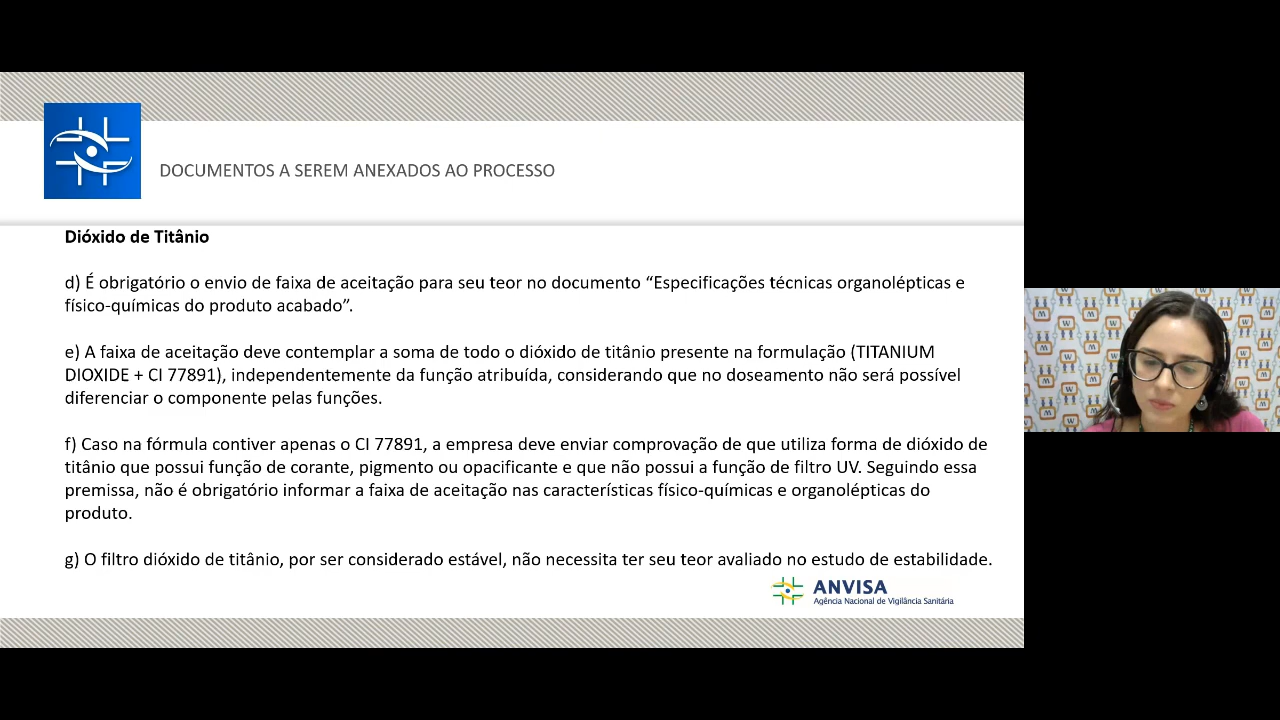 DOCUMENTOS A SEREM ANEXADOS AO PROCESSO
Dióxido de Titânio
d) É obrigatório o envio de faixa de aceitação para seu teor no documento “Especificações técnicas organolépticas e
físico-químicas do produto acabado”.
e) A faixa de aceitação deve contemplar a soma de todo o dióxido de titânio presente na formulação (TITANIUM
DIOXIDE + CI 77891), independentemente da função atribuída, considerando que no doseamento não será possível
diferenciar o componente pelas funções.
f) Caso na fórmula contiver apenas o CI 77891, a empresa deve enviar comprovação de que utiliza forma de dióxido de
titânio que possui função de corante, pigmento ou opacificante e que não possui a função de filtro UV. Seguindo essa
premissa, não é obrigatório informar a faixa de aceitação nas características físico-químicas e organolépticas do
produto.
g) O filtro dióxido de titânio, por ser considerado estável, não necessita ter seu teor avaliado no estudo de estabilidade.
ANVISA
Agência Nacional de Vigilância Sanitária